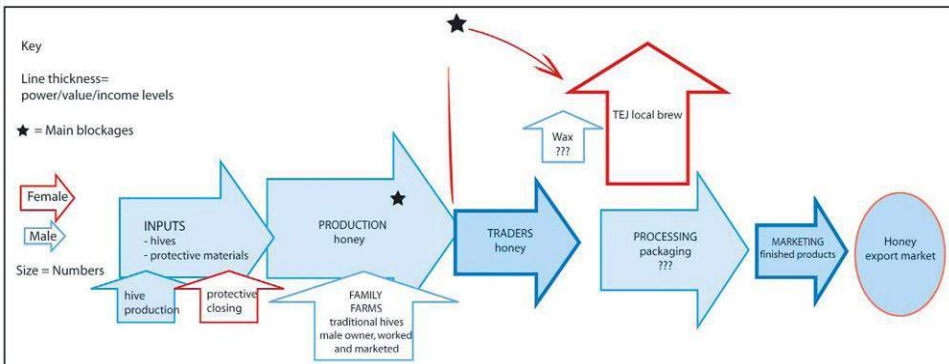 Key
Line thickness=
power/value/income levels
★ = Main blockages
Female
Male
Size = Numbers
INPUTS
- hives
- protective materials
hive
production
protective
closing
PRODUCTION
honey
FAMILY
FARMS
traditional hives
male owner, worked
and marketed
TRADERS
honey
Wax
???
TEJ local brew
PROCESSING
packaging
???
MARKETING
finished products
Honey
export market